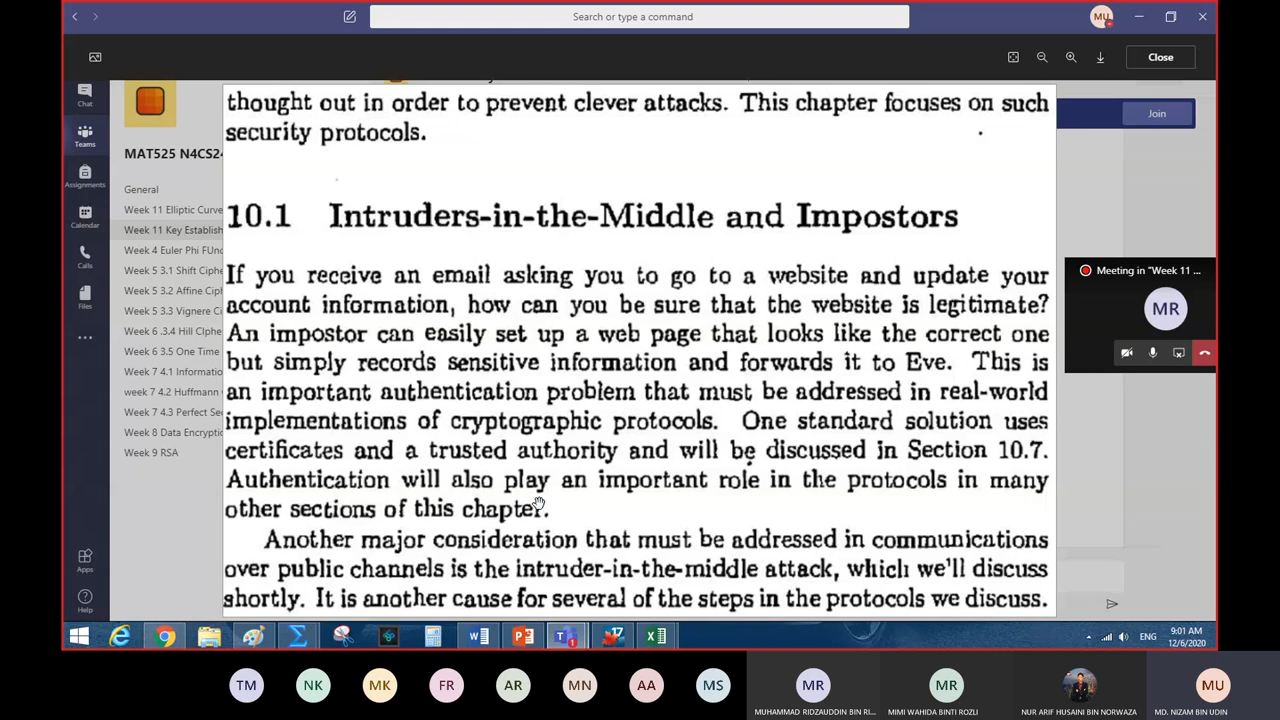 Search or type a command
MU
Close
Chat
Teams
Assignments
Calendar
Calls
Files
Apps
Help
MAT525 N4CS24
General
Week 11 Elliptic Curve
Week 11 Key Establish
Week 4 Euler Phi FUnc
Week 5 3.1 Shift Ciphe
Week 5 3.2 Affine Ciph
Week 5 3.3 Vignere Ci
Week 6 .3.4 Hill CIphe
Week 6 3.5 One Time
Week 7 4.1 Informatio
week 7 4.2 Huffmann
Week 7 4.3 Perfect Sec
Week 8 Data Encryptic
Week 9 RSA
thought out in order to prevent clever attacks. This chapter focuses on such
security protocols.
10.1 Intruders-in-the-Middle and Impostors
If you receive an email asking you to go to a website and update your
account information, how can you be sure that the website is legitimate?
An impostor can easily set up a web page that looks like the correct one
but simply records sensitive information and forwards it to Eve. This is
an important authentication problem that must be addressed in real-world
implementations of cryptographic protocols. One standard solution uses
certificates and a trusted authority and will be discussed in Section 10.7.
Authentication will also play an important role in the protocols in many
other sections of this chapter.
Another major consideration that must be addressed in communications
over public channels is the intruder-in-the-middle attack, which we'll discuss
shortly. It is another cause for several of the steps in the protocols we discuss.
Join
Meeting in "Week 11 ...
MR
ENG
9:01 AM
12/6/2020
TM
NK
MK
FR
AR
MN
AA
MS
MR
MUHAMMAD RIDZAUDDIN BIN RI...
MR
MIMI WAHIDA BINTI ROZLI
NUR ARIF HUSAINI BIN NORWAZA
MU
MD. NIZAM BIN UDIN